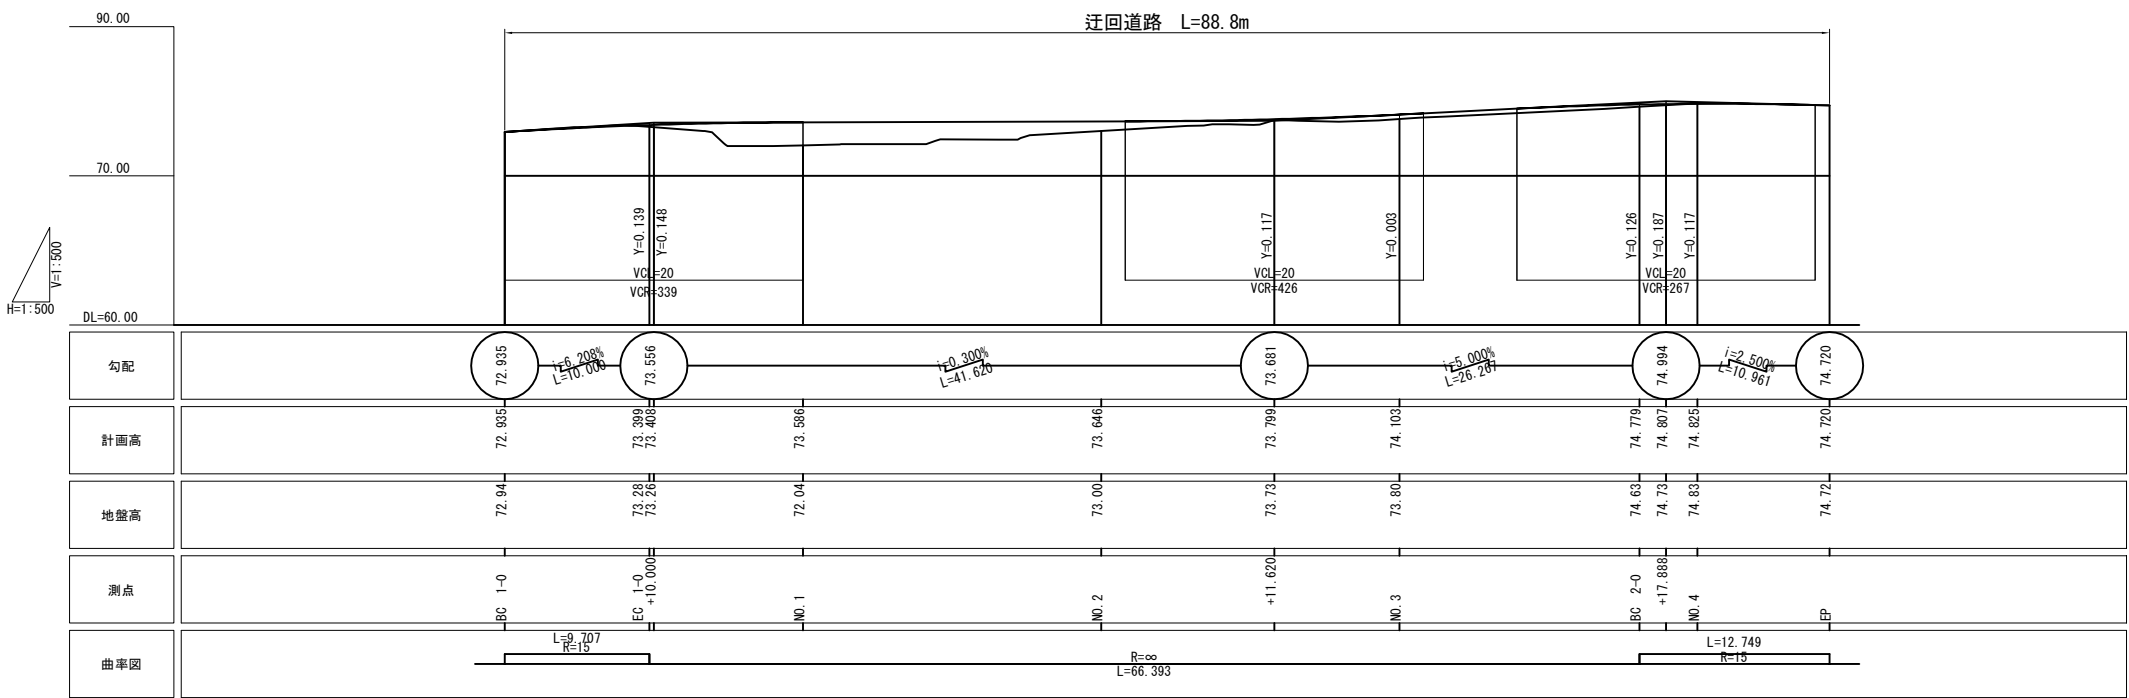 90.00
迂回道路 L=88.8m
70.00
Y=0.139
Y=0.148
Y=0.117
Y=0.003
Y=0.126
Y=0.187
Y=0.117
V=1:500
H=1:500
VCL=20
VCR=339
VCL=20
VCR=426
VCL=20
VCR=267
DL=60.00
勾配
72.935
i=6.208%
L=10.000
73.556
i=0.300%
L=41.620
73.681
i=5.000%
L=26.267
74.994
i=2.500%
L=10.961
74.720
計画高
72.935
73.399
73.408
73.586
73.646
73.799
74.103
74.779
74.807
74.825
74.720
地盤高
72.94
73.28
73.26
72.04
73.00
73.73
73.80
74.63
74.73
74.83
74.72
測点
BC 1-0
EC 1-0
+10.000
NO.1
NO.2
+11.620
NO.3
BC 2-0
+17.888
NO.4
EP
曲率図
L=9.707
R=15
R=∞
L=66.393
L=12.749
R=15